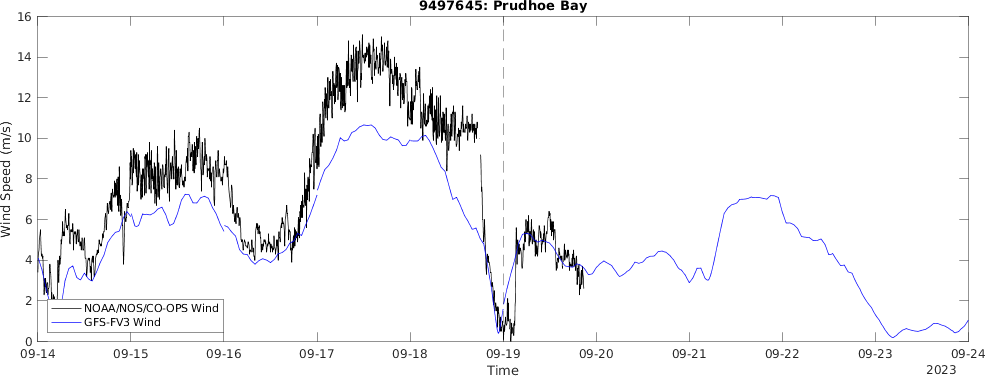 9497645: Prudhoe Bay
16
14
12
10
8
6
4
2
0
Wind Speed (m/s)
NOAA/NOS/CO-OPS Wind
GFS-FV3 Wind
09-14 09-15 09-16 09-17 09-18 09-19 09-20 09-21 09-22 09-23 09-24
Time
2023